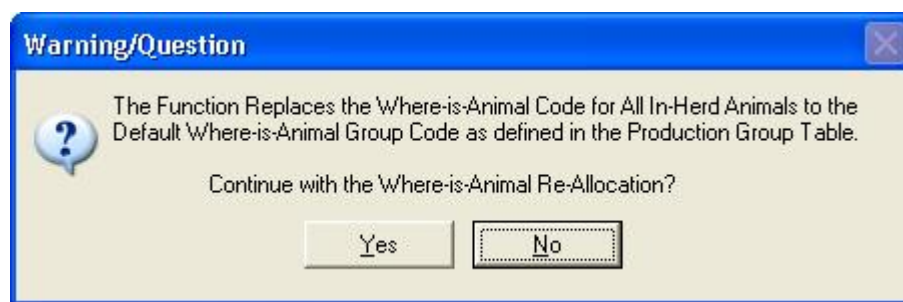 Warning/Question
The Function Replaces the Where-is-Animal Code for All In-Herd Animals to the
Default Where-is-Animal Group Code as defined in the Production Group Table.
Continue with the Where-is-Animal Re-Allocation?
Yes No